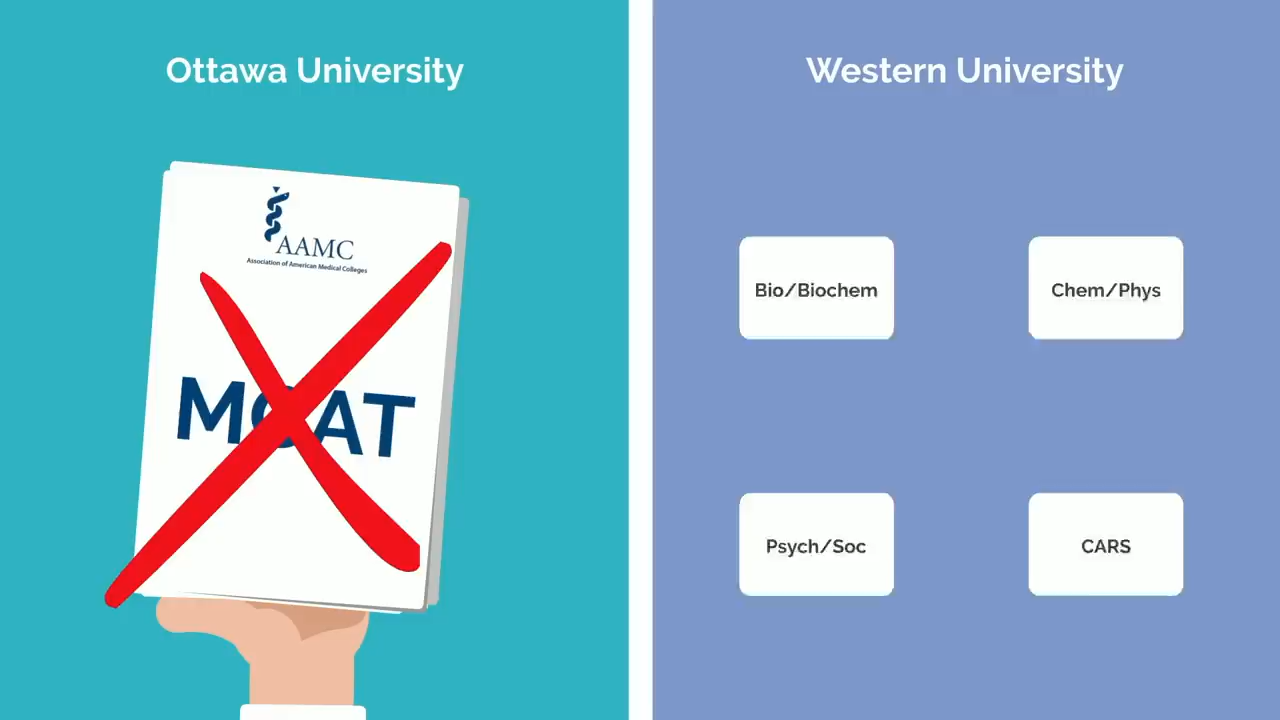 Ottawa University
AAMC
Association of American Medical Colleges
MCAT
Western University
Bio/Biochem
Chem/Phys
Psych/Soc
CARS